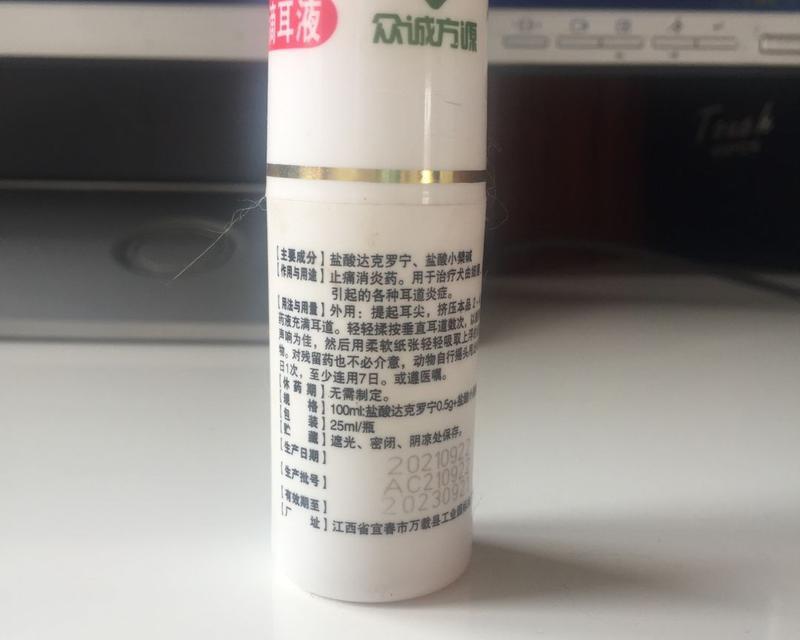 滴耳液
众诚方源
Touch
【主要成分】盐酸达克罗宁、盐酸小檗碱
【作用与用途】止痛消炎药。用于治疗犬由细菌
引起的各种耳道炎症。
【用法与用量】外用：提起耳尖，挤压本品2-
药液充满耳道。轻轻揉按垂直耳道数次，
声响为佳，然后用柔软纸张轻轻吸取上浮
物。对残留药也不必介意，动物自行摇头甩
日1次，至少连用7日。或遵医嘱。
【休药期】无需制定。
【规格】100ml:盐酸达克罗宁0.5g+盐酸小
【包装】25ml/瓶
【贮藏】遮光、密闭、阴凉处保存。
【生产日期】20210922
【生产批号】AC210922
【有效期至】2023092
【厂址】江西省宜春市万载县工业园